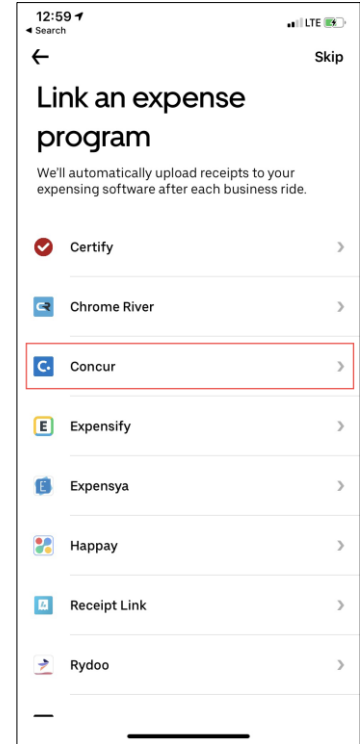 12:59
Search
LTE
Skip
Link an expense
program
We'll automatically upload receipts to your
expensing software after each business ride.
Certify
Chrome River
C.
Concur
E
Expensify
E
Expensya
Happay
Receipt Link
Rydoo